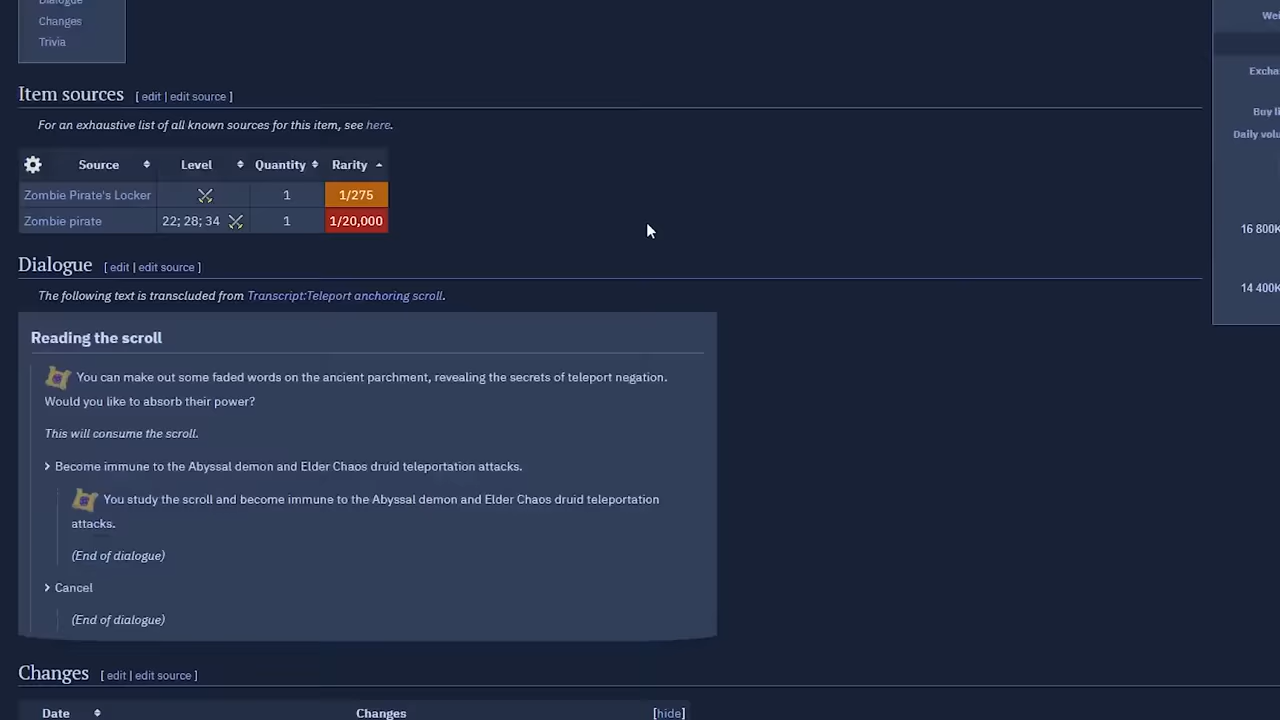 Dialogue
Changes
Trivia
Item sources [ edit | edit source ]
For an exhaustive list of all known sources for this item, see here.
Source Level Quantity Rarity
Zombie Pirate's Locker 1 1/275
Zombie pirate 22; 28; 34 1 1/20,000
Dialogue [ edit | edit source ]
The following text is transcluded from Transcript:Teleport anchoring scroll.
Reading the scroll
You can make out some faded words on the ancient parchment, revealing the secrets of teleport negation.
Would you like to absorb their power?
This will consume the scroll.
Become immune to the Abyssal demon and Elder Chaos druid teleportation attacks.
You study the scroll and become immune to the Abyssal demon and Elder Chaos druid teleportation
attacks.
(End of dialogue)
Cancel
(End of dialogue)
Changes [ edit | edit source ]
Date Changes [hide]
Wei
Excha
Buy li
Daily volu
16 800K
14 400K